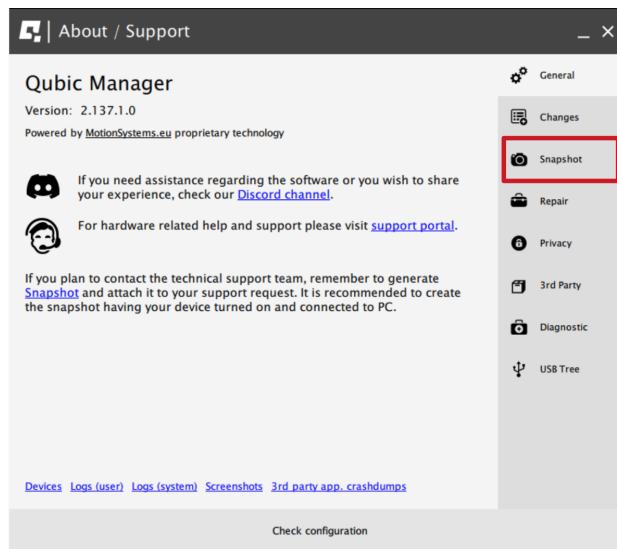 About / Support
Qubic Manager
Version: 2.137.1.0
Powered by MotionSystems.eu proprietary technology
If you need assistance regarding the software or you wish to share
your experience, check our Discord channel.
For hardware related help and support please visit support portal.
If you plan to contact the technical support team, remember to generate
Snapshot and attach it to your support request. It is recommended to create
the snapshot having your device turned on and connected to PC.
Devices Logs (user) Logs (system) Screenshots 3rd party app. crashdumps
General
Changes
Snapshot
Repair
Privacy
3rd Party
Diagnostic
USB Tree
Check configuration